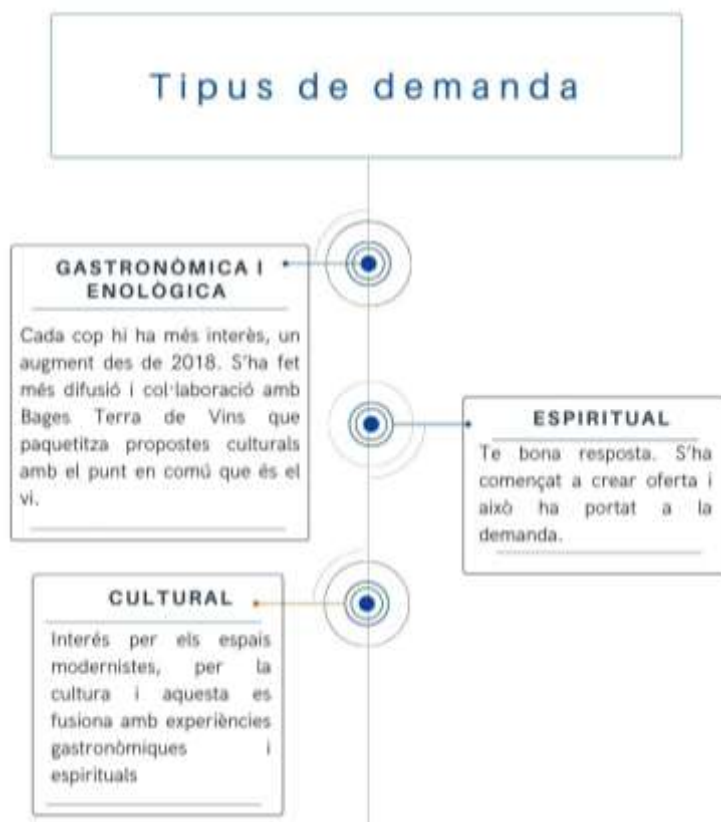 Tipus de demanda
GASTRONÒMICA I
ENOLÒGICA
Cada cop hi ha més interès, un
augment des de 2018. S'ha fet
més difusió i col·laboració amb
Bages Terra de Vins que
paquetitza propostes culturals
amb el punt en comú que és el
vi.
ESPIRITUAL
Te bona resposta. S'ha
començat a crear oferta i
això ha portat a la
demanda.
CULTURAL
Interés per els espais
modernistes, per la
cultura i aquesta es
fusiona amb experiències
gastronòmiques i
espirituals